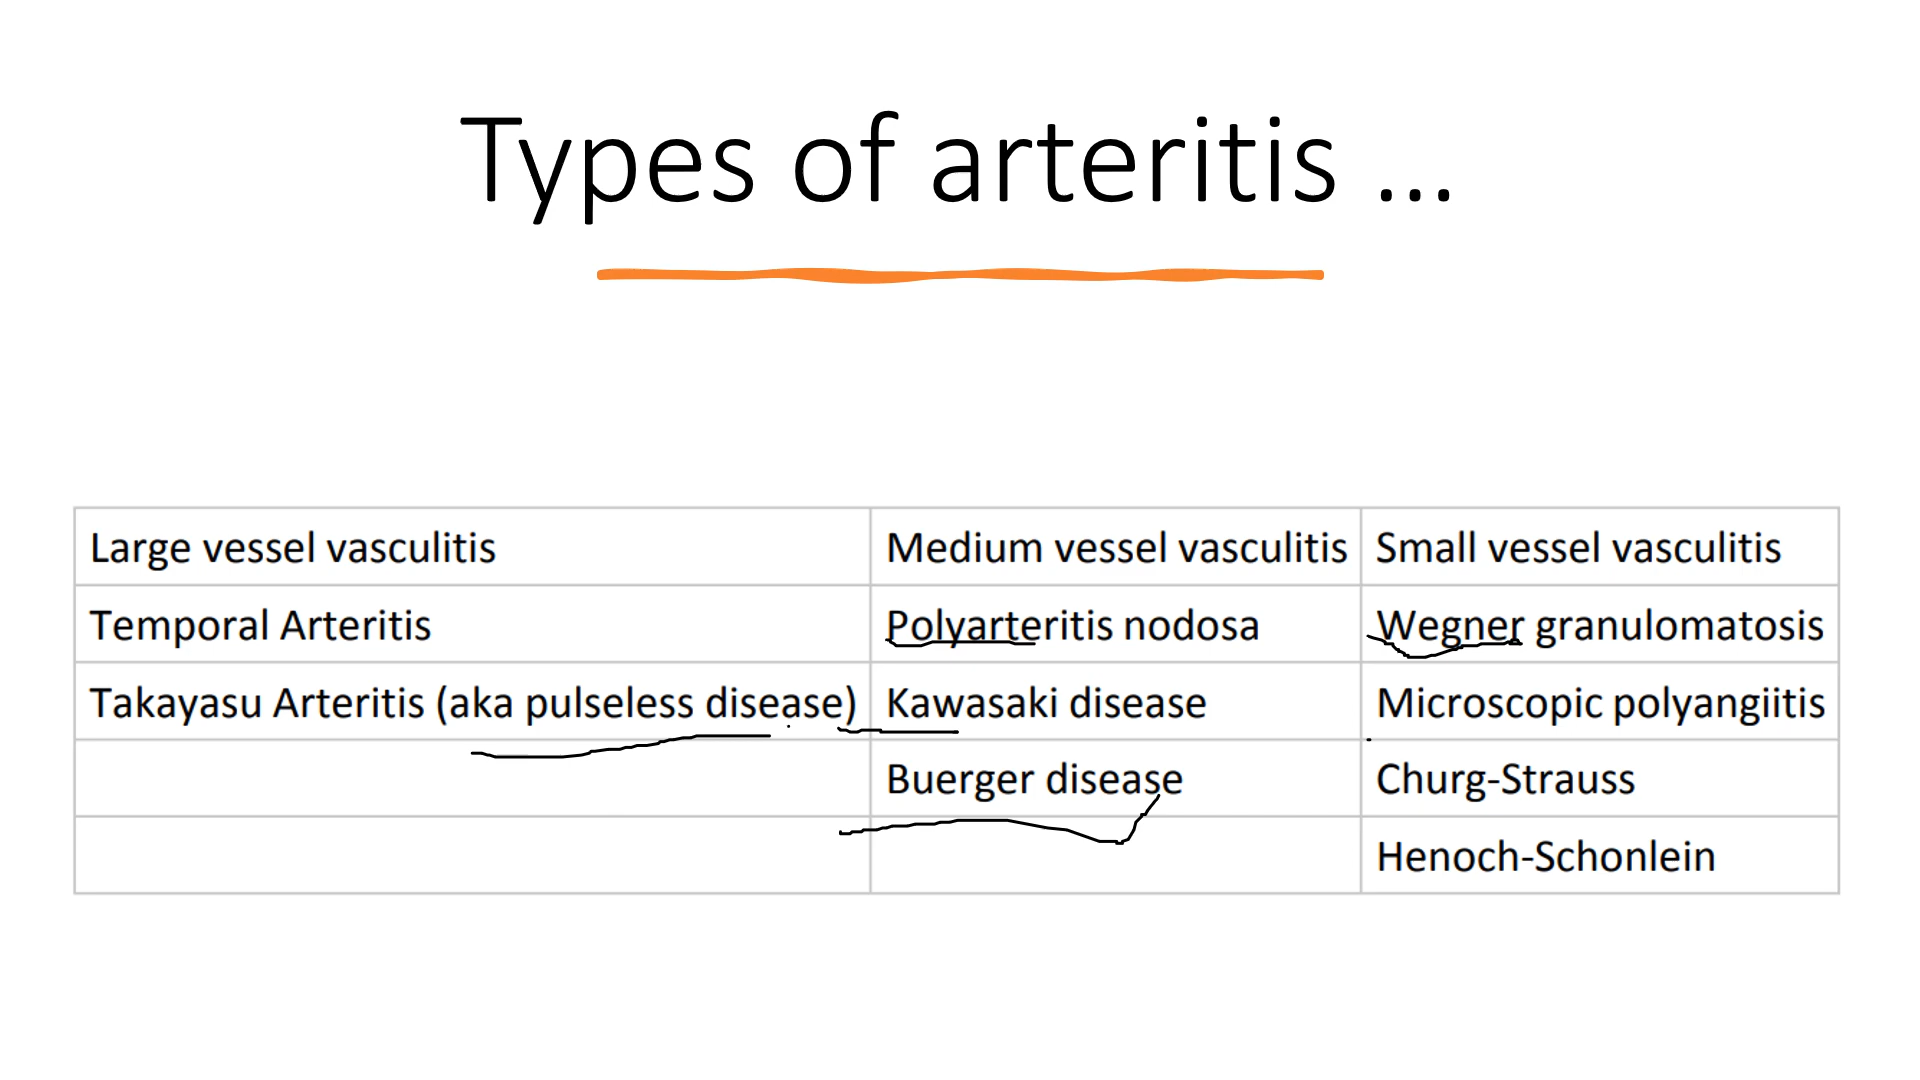 Types of arteritis ...
Large vessel vasculitis Medium vessel vasculitis Small vessel vasculitis
Temporal Arteritis Polyarteritis nodosa Wegner granulomatosis
Takayasu Arteritis (aka pulseless disease) Kawasaki disease Microscopic polyangiitis
Buerger disease Churg-Strauss
Henoch-Schonlein